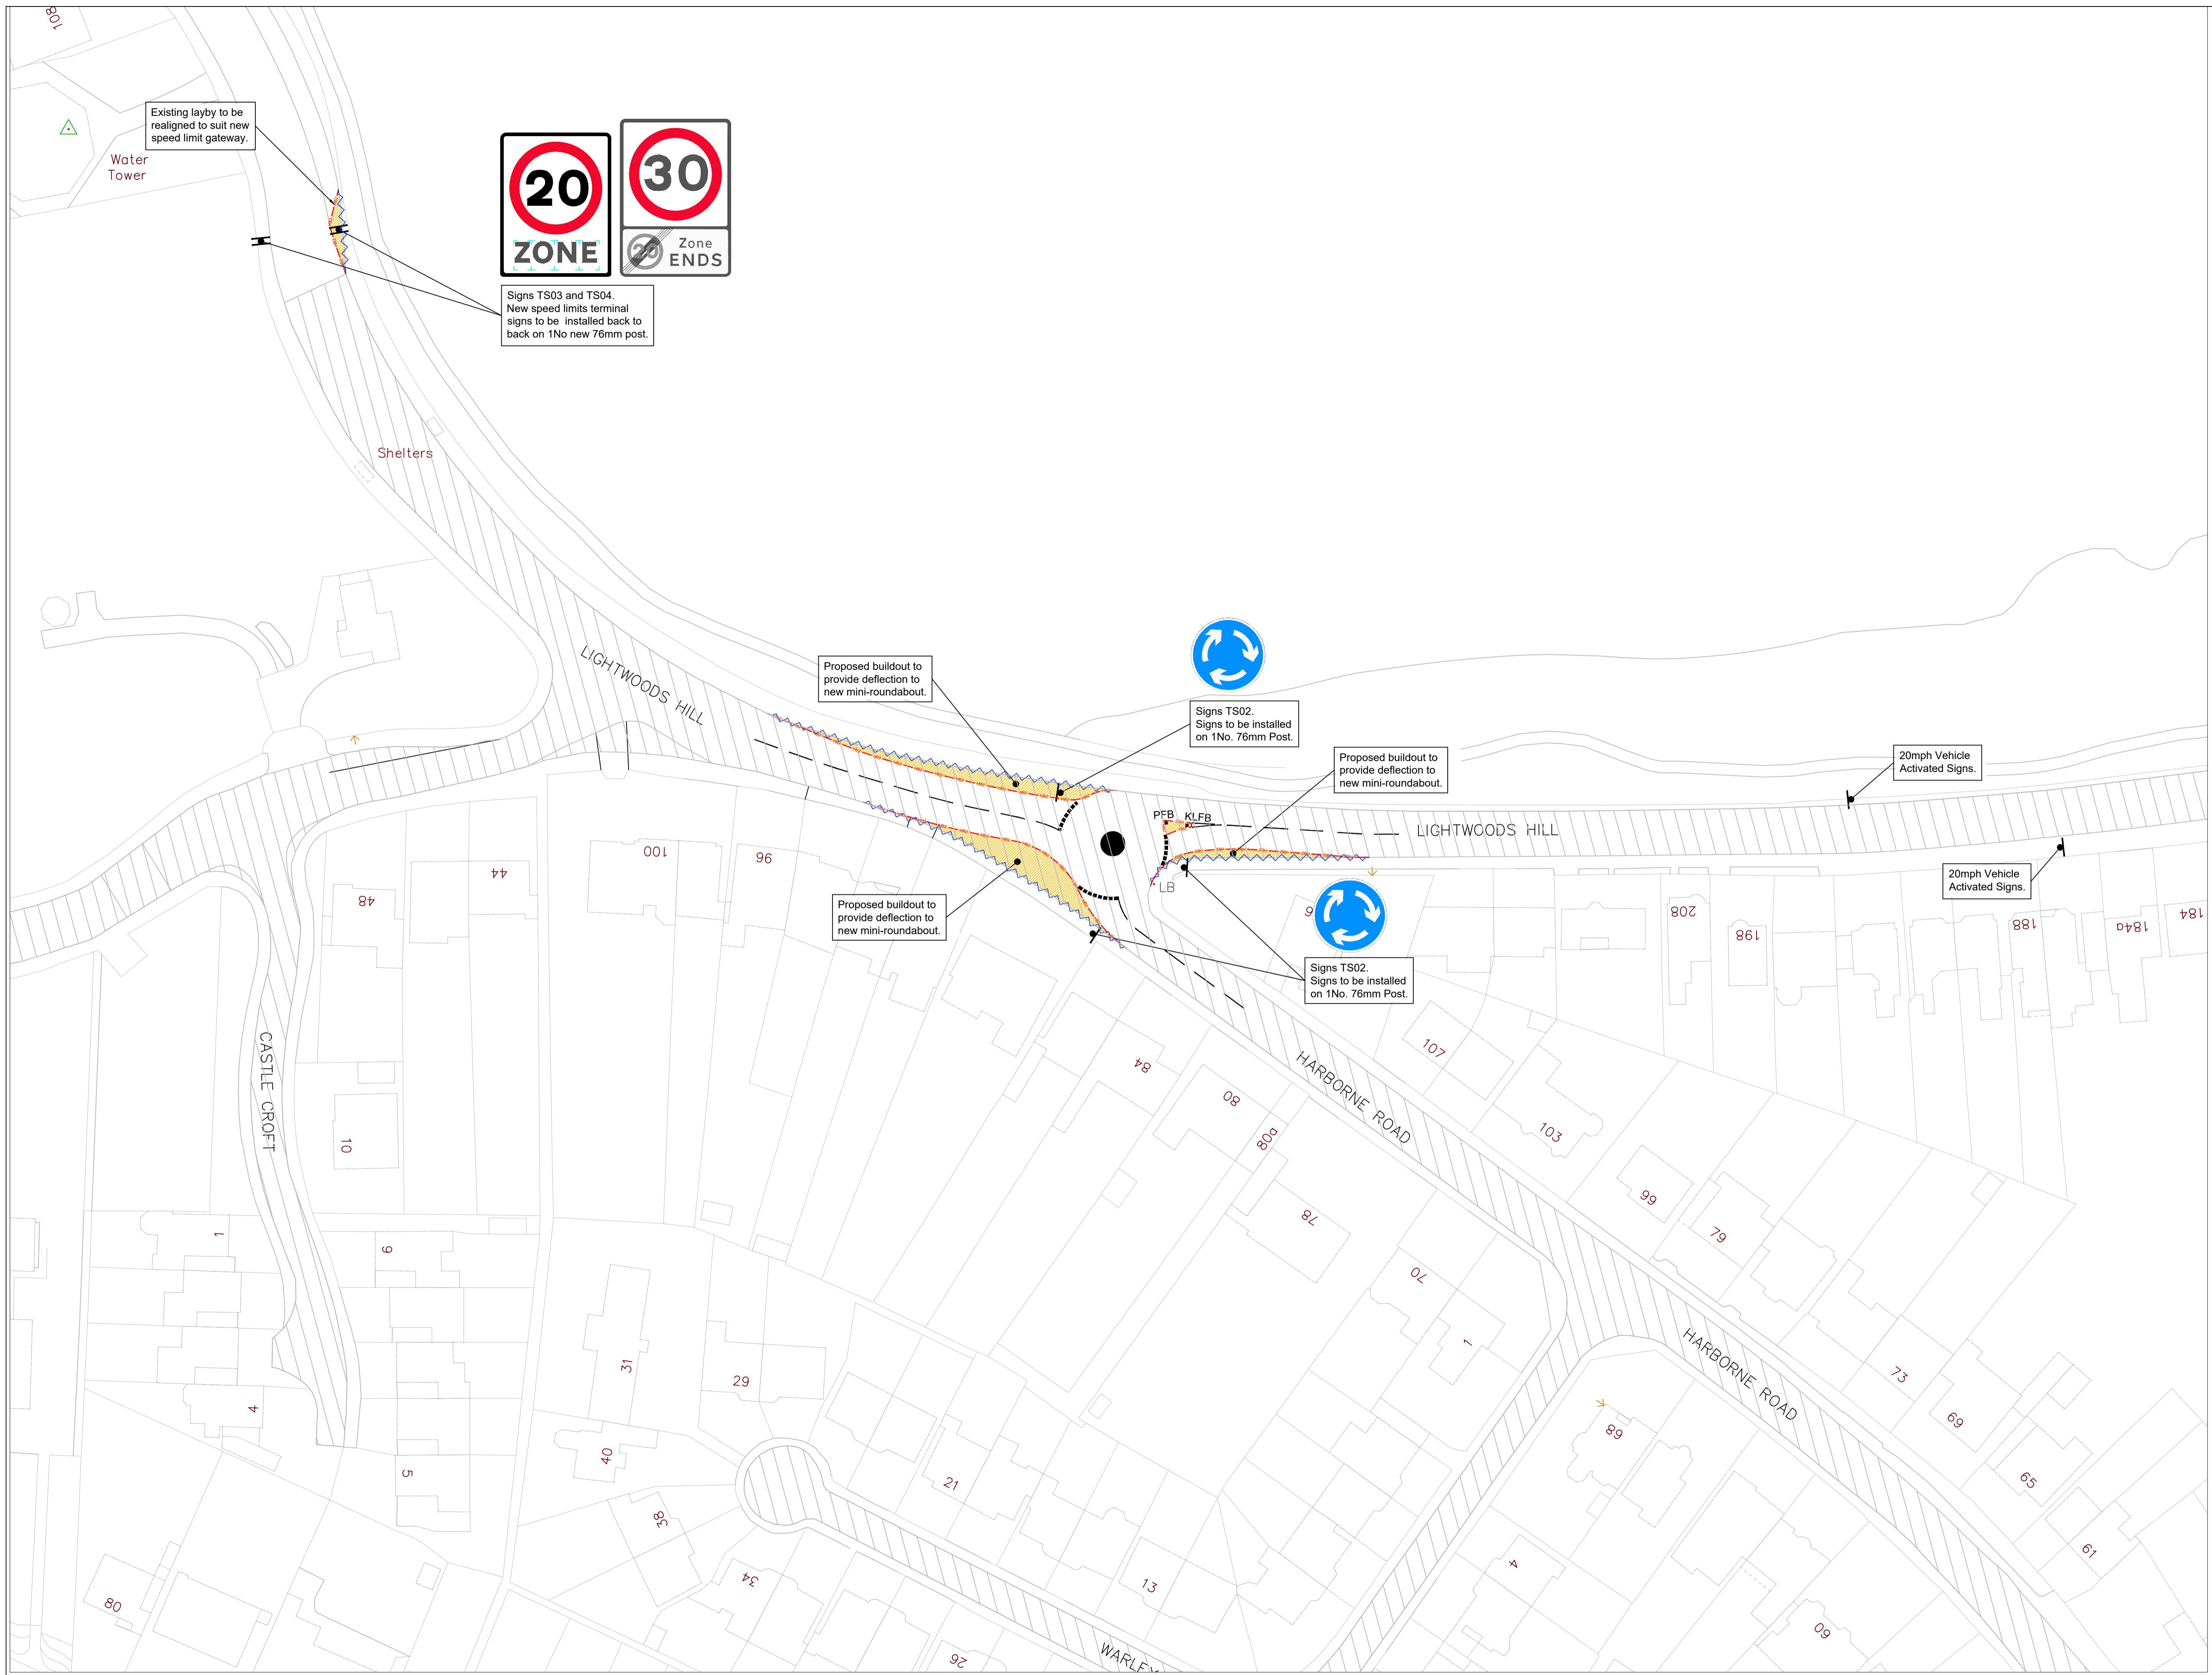 108
Existing layby to be
realigned to suit new
speed limit gateway.
Water
Tower
20
ZONE
30
20
Zone
ENDS
Signs TS03 and TS04.
New speed limits terminal
signs to be installed back to
back on 1No new 76mm post.
Shelters
LIGHTWOODS HILL
Proposed buildout to
provide deflection to
new mini-roundabout.
Signs TS02.
Signs to be installed
on 1No. 76mm Post.
Proposed buildout to
provide deflection to
new mini-roundabout.
20mph Vehicle
Activated Signs.
PFB
KLFB
LIGHTWOODS HILL
LB
20mph Vehicle
Activated Signs.
100
96
44
48
Proposed buildout to
provide deflection to
new mini-roundabout.
6
208
198
188
184a
184
Signs TS02.
Signs to be installed
on 1No. 76mm Post.
CASTLE CROFT
10
84
80
80a
HARBORNE ROAD
107
103
99
79
78
70
1
1
9
4
5
31
29
40
38
34
21
13
26
80
WARLEY
HARBORNE ROAD
68
73
69
65
61
4
60